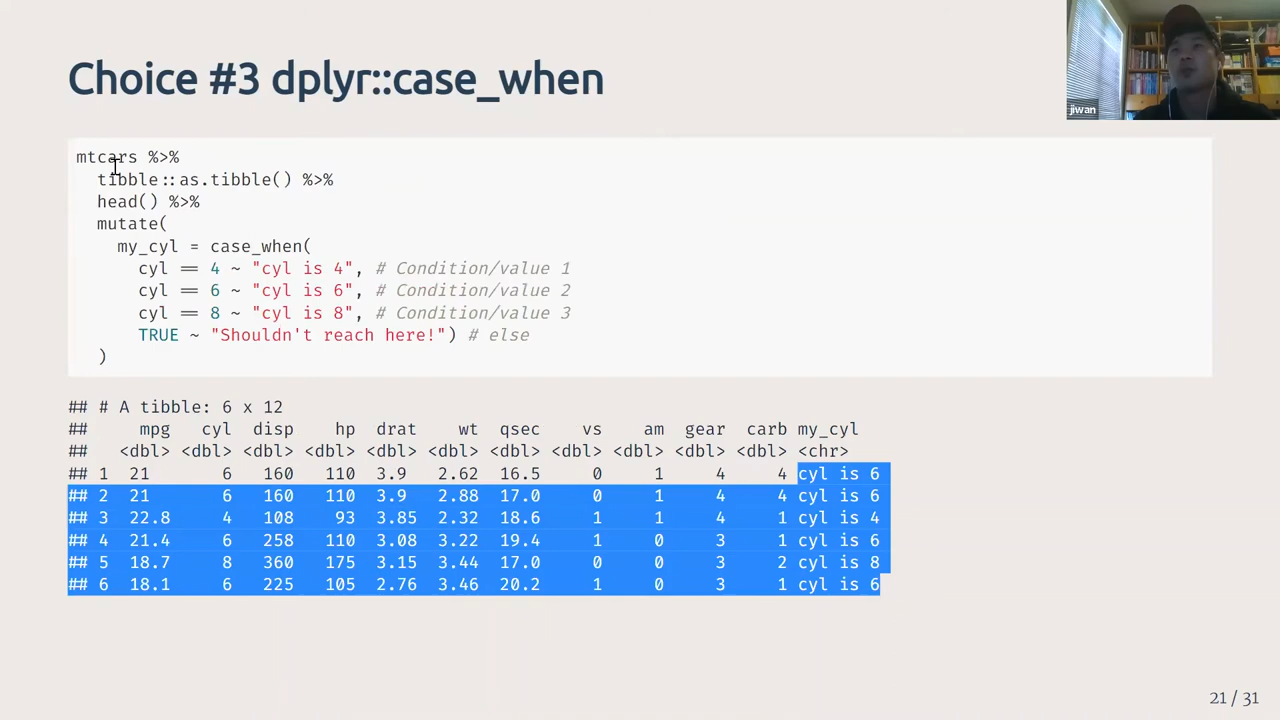 Choice #3 dplyr::case_when
jiwan
mtcars %>%
  tibble::as.tibble() %>%
  head() %>%
  mutate(
    my_cyl = case_when(
      cyl == 4 ~ "cyl is 4", # Condition/value 1
      cyl == 6 ~ "cyl is 6", # Condition/value 2
      cyl == 8 ~ "cyl is 8", # Condition/value 3
      TRUE ~ "Shouldn't reach here!") # else
  )
## # A tibble: 6 x 12
##     mpg   cyl  disp    hp  drat    wt  qsec    vs    am  gear  carb my_cyl
##   <dbl> <dbl> <dbl> <dbl> <dbl> <dbl> <dbl> <dbl> <dbl> <dbl> <dbl> <chr>
## 1  21       6   160   110  3.9   2.62  16.5     0     1     4     4 cyl is 6
## 2  21       6   160   110  3.9   2.88  17.0     0     1     4     4 cyl is 6
## 3  22.8     4   108    93  3.85  2.32  18.6     1     1     4     1 cyl is 4
## 4  21.4     6   258   110  3.08  3.22  19.4     1     0     3     1 cyl is 6
## 5  18.7     8   360   175  3.15  3.44  17.0     0     0     3     2 cyl is 8
## 6  18.1     6   225   105  2.76  3.46  20.2     1     0     3     1 cyl is 6
21 / 31